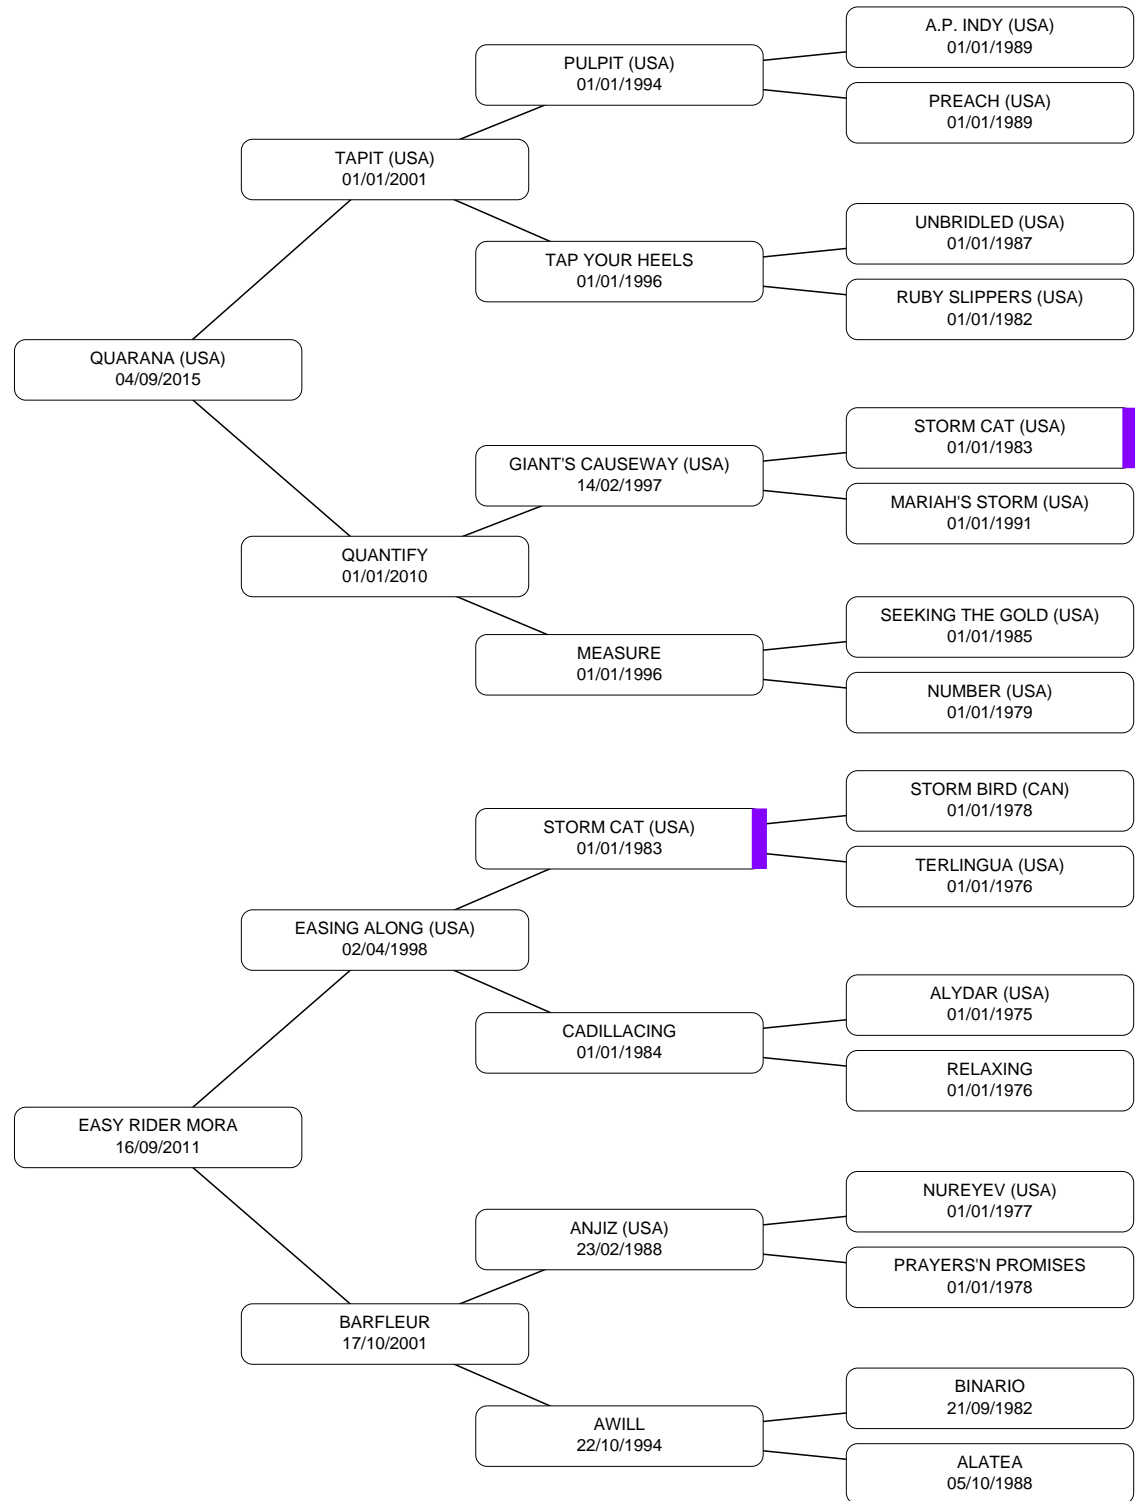 A.P. INDY (USA)
01/01/1989
PULPIT (USA)
01/01/1994
PREACH (USA)
01/01/1989
TAPIT (USA)
01/01/2001
UNBRIDLED (USA)
01/01/1987
TAP YOUR HEELS
01/01/1996
RUBY SLIPPERS (USA)
01/01/1982
QUARANA (USA)
04/09/2015
STORM CAT (USA)
01/01/1983
GIANT'S CAUSEWAY (USA)
14/02/1997
MARIAH'S STORM (USA)
01/01/1991
QUANTIFY
01/01/2010
SEEKING THE GOLD (USA)
01/01/1985
MEASURE
01/01/1996
NUMBER (USA)
01/01/1979
STORM BIRD (CAN)
01/01/1978
STORM CAT (USA)
01/01/1983
TERLINGUA (USA)
01/01/1976
EASING ALONG (USA)
02/04/1998
ALYDAR (USA)
01/01/1975
CADILLACING
01/01/1984
RELAXING
01/01/1976
EASY RIDER MORA
16/09/2011
NUREYEV (USA)
01/01/1977
ANJIZ (USA)
23/02/1988
PRAYERS'N PROMISES
01/01/1978
BARFLEUR
17/10/2001
BINARIO
21/09/1982
AWILL
22/10/1994
ALATEA
05/10/1988